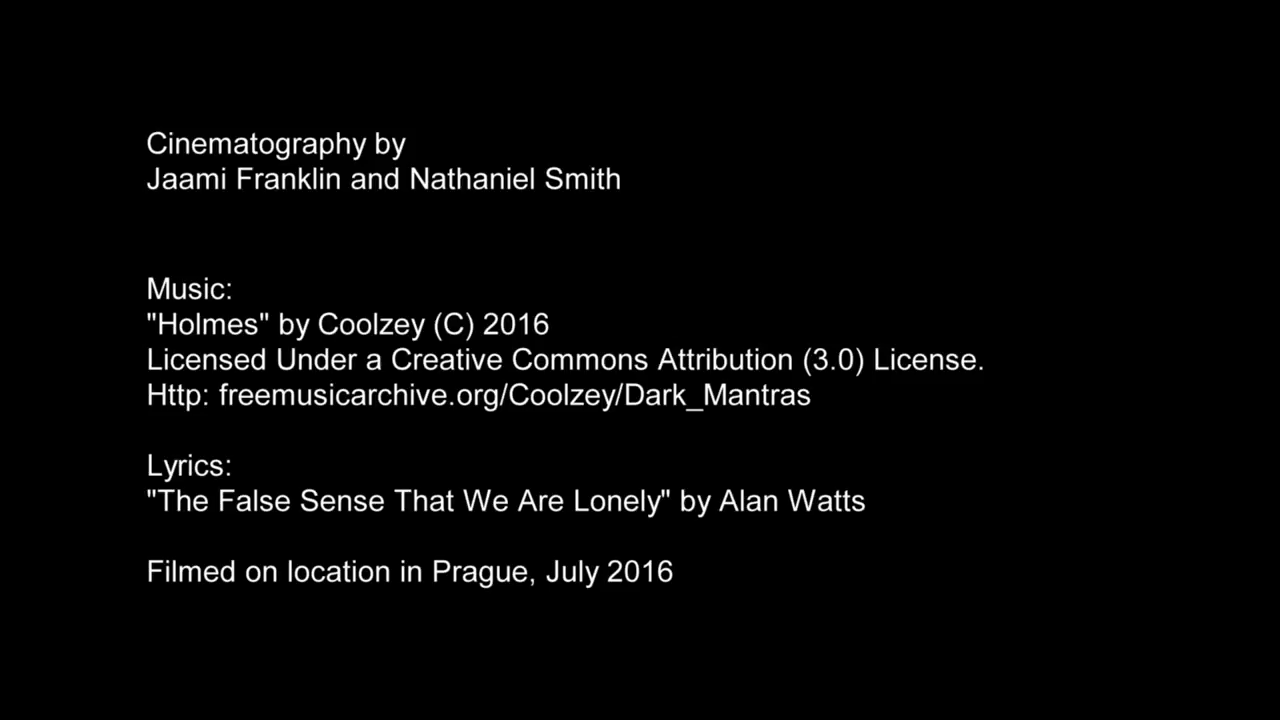 Cinematography by
Jaami Franklin and Nathaniel Smith
Music:
"Holmes" by Coolzey (C) 2016
Licensed Under a Creative Commons Attribution (3.0) License.
Http: freemusicarchive.org/Coolzey/Dark_Mantras
Lyrics:
"The False Sense That We Are Lonely" by Alan Watts
Filmed on location in Prague, July 2016